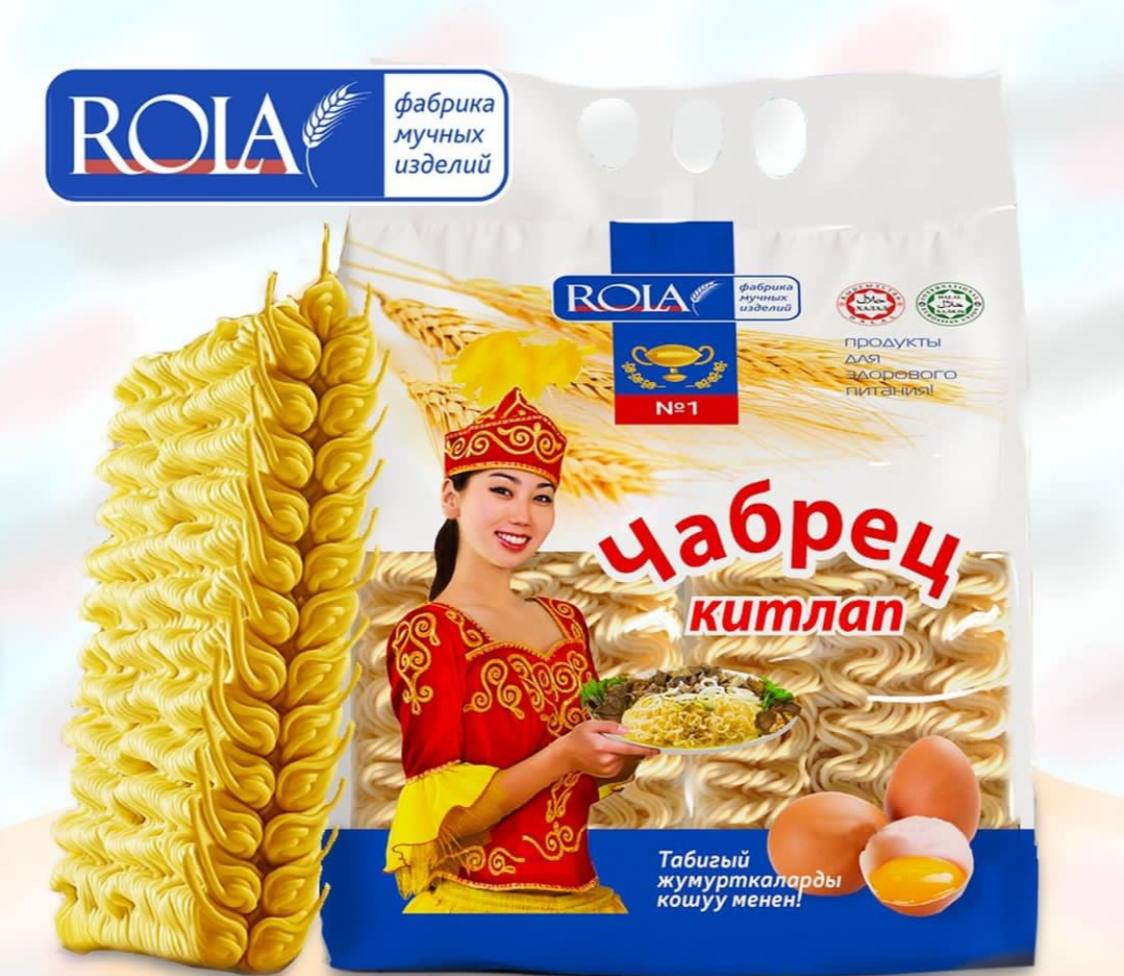 ROLA
фабрика
мучных
изделий
ROLA
фабрика
мучных
изделий
№1
ПРОДУКТЫ
ДЛЯ
ЗДОРОВОГО
ПИТАНИЯ!
Чабрец
китлап
Табигый
жумурткаларды
кошуу менен!